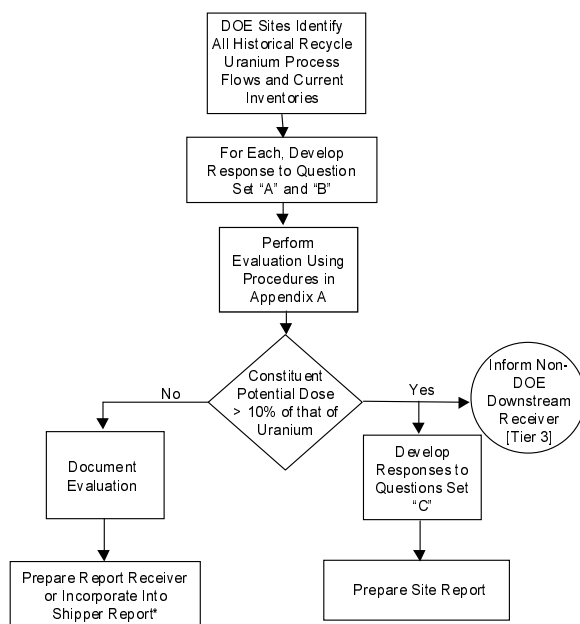 DOE Sites Identify
All Historical Recycle
Uranium Process
Flows and Current
Inventories
For Each, Develop
Response to Question
Set “A” and “B”
Perform
Evaluation Using
Procedures in
Appendix A
Constituent
Potential Dose
> 10% of that of
Uranium
No
Yes
Inform Non-
DOE
Downstream
Receiver
[Tier 3]
Document
Evaluation
Develop
Responses to
Questions Set
“C”
Prepare Report Receiver
or Incorporate Into
Shipper Report*
Prepare Site Report